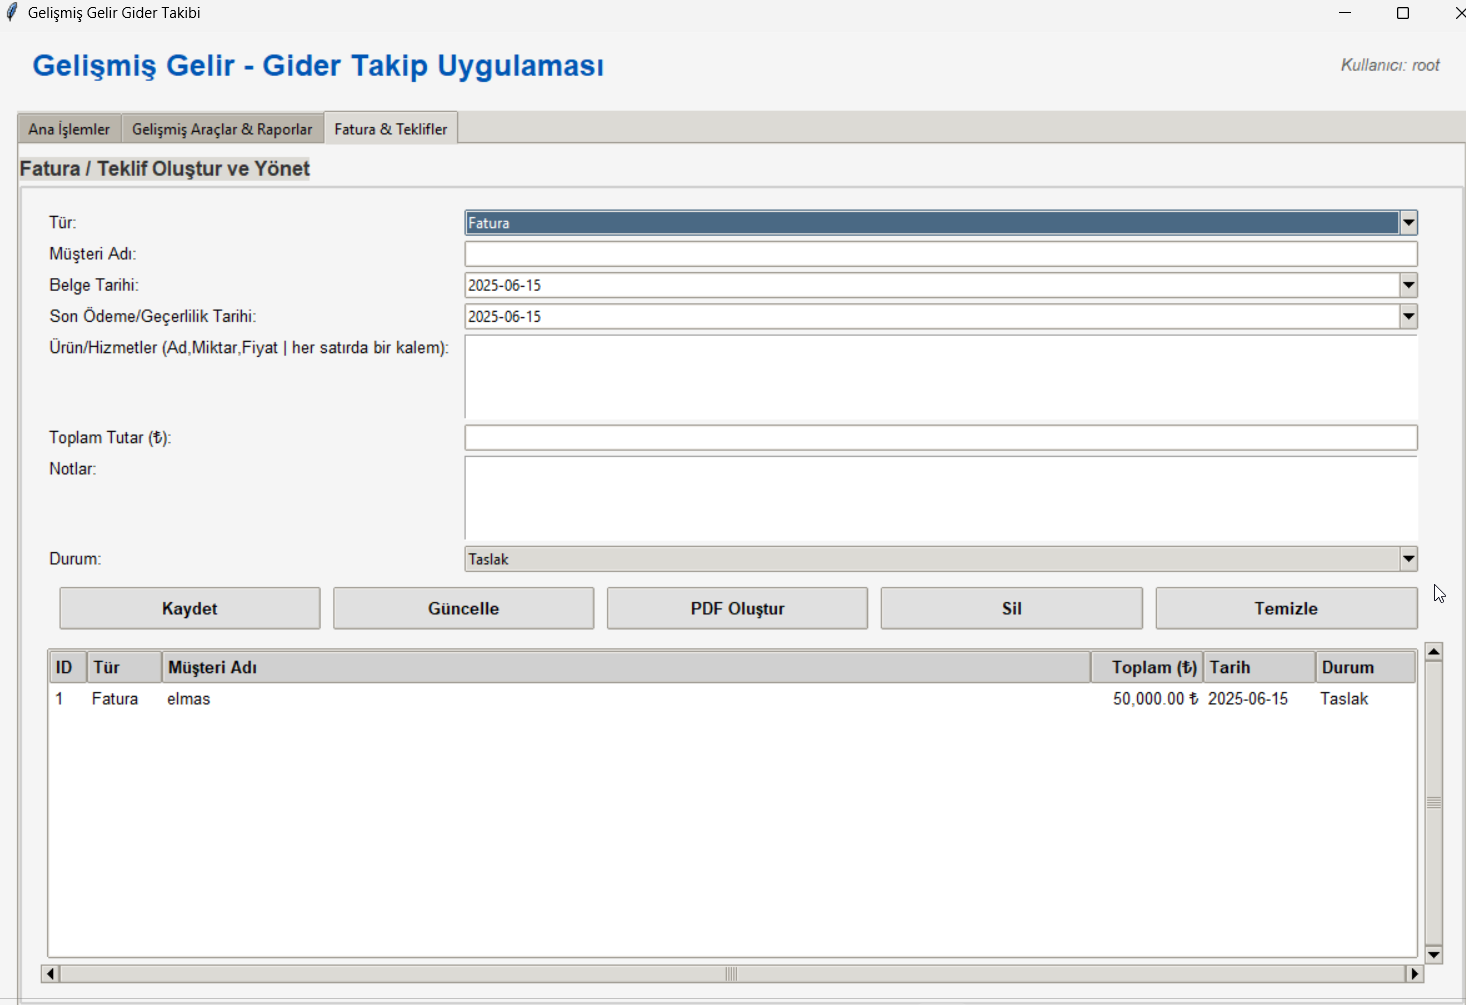 Gelişmiş Gelir Gider Takibi
Gelişmiş Gelir - Gider Takip Uygulaması
Kullanıcı: root
Ana İşlemler Gelişmiş Araçlar & Raporlar Fatura & Teklifler
Fatura / Teklif Oluştur ve Yönet
Tür: Fatura
Müşteri Adı:
Belge Tarihi: 2025-06-15
Son Ödeme/Geçerlilik Tarihi: 2025-06-15
Ürün/Hizmetler (Ad,Miktar,Fiyat | her satırda bir kalem):
Toplam Tutar (₺):
Notlar:
Durum: Taslak
Kaydet Güncelle PDF Oluştur Sil Temizle
ID Tür Müşteri Adı Toplam (₺) Tarih Durum
1 Fatura elmas 50,000.00 ₺ 2025-06-15 Taslak